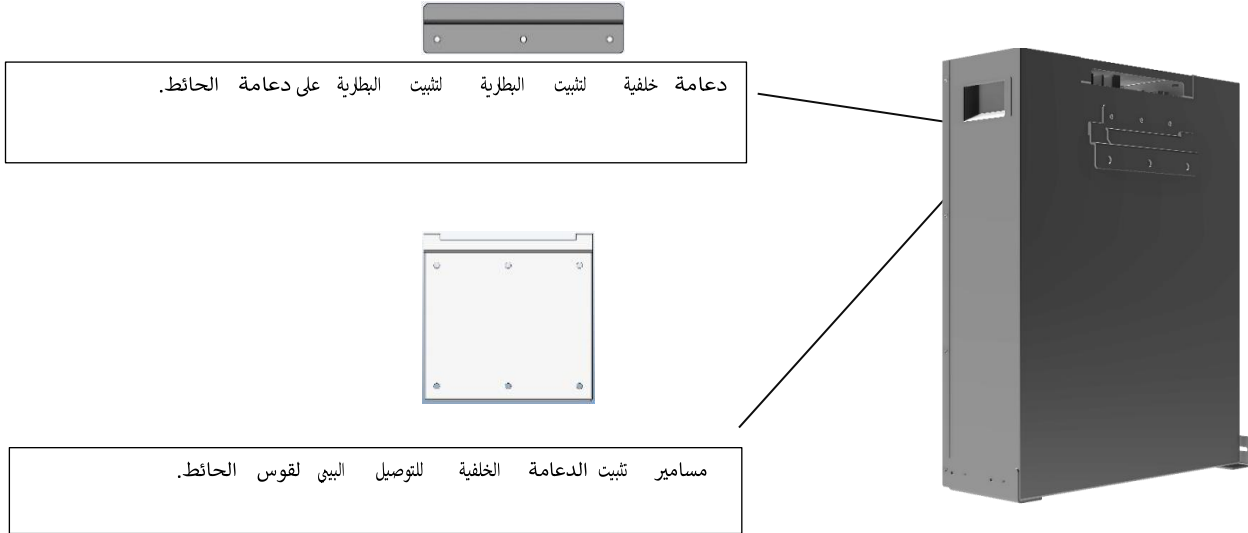 دعامة خلفية لتثبيت البطارية لتثبيت البطارية على دعامة الحائط.
مسامير تثبيت الدعامة الخلفية للتوصيل البيني لقوس الحائط.